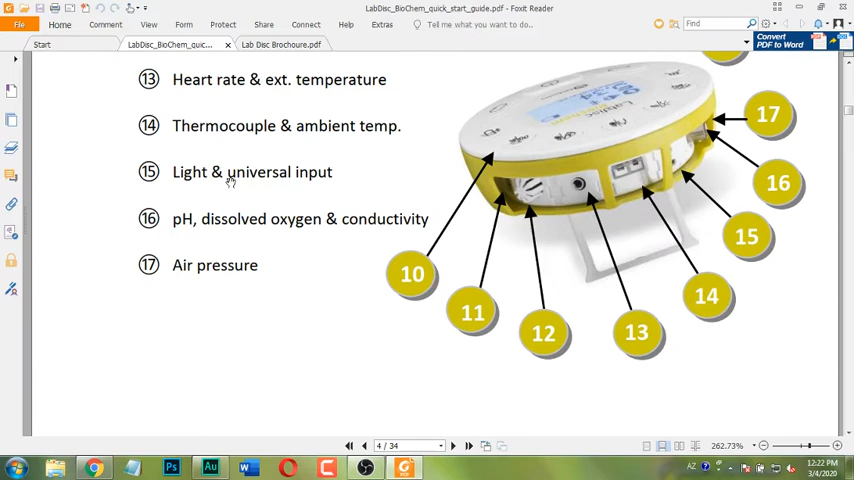 LabDisc_BioChem_quick_start_guide.pdf - Foxit Reader
File Home Comment View Form Protect Share Connect Help Extras Tell me what you want to do... Find
Start LabDisc_BioChem_quic... Lab Disc Brochoure.pdf
Convert
PDF to Word
13 Heart rate & ext. temperature
14 Thermocouple & ambient temp.
15 Light & universal input
16 pH, dissolved oxygen & conductivity
17 Air pressure
17
16
15
14
10
11
12
13
4 / 34 262.73%
AZ 12:22 PM
3/4/2020